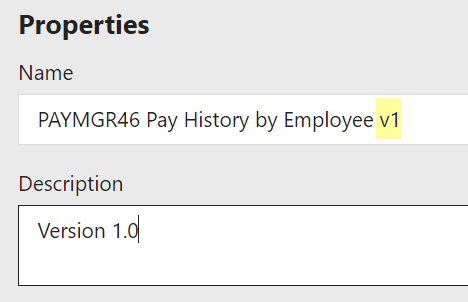 Properties
Name
PAYMGR46 Pay History by Employee v1
Description
Version 1.0